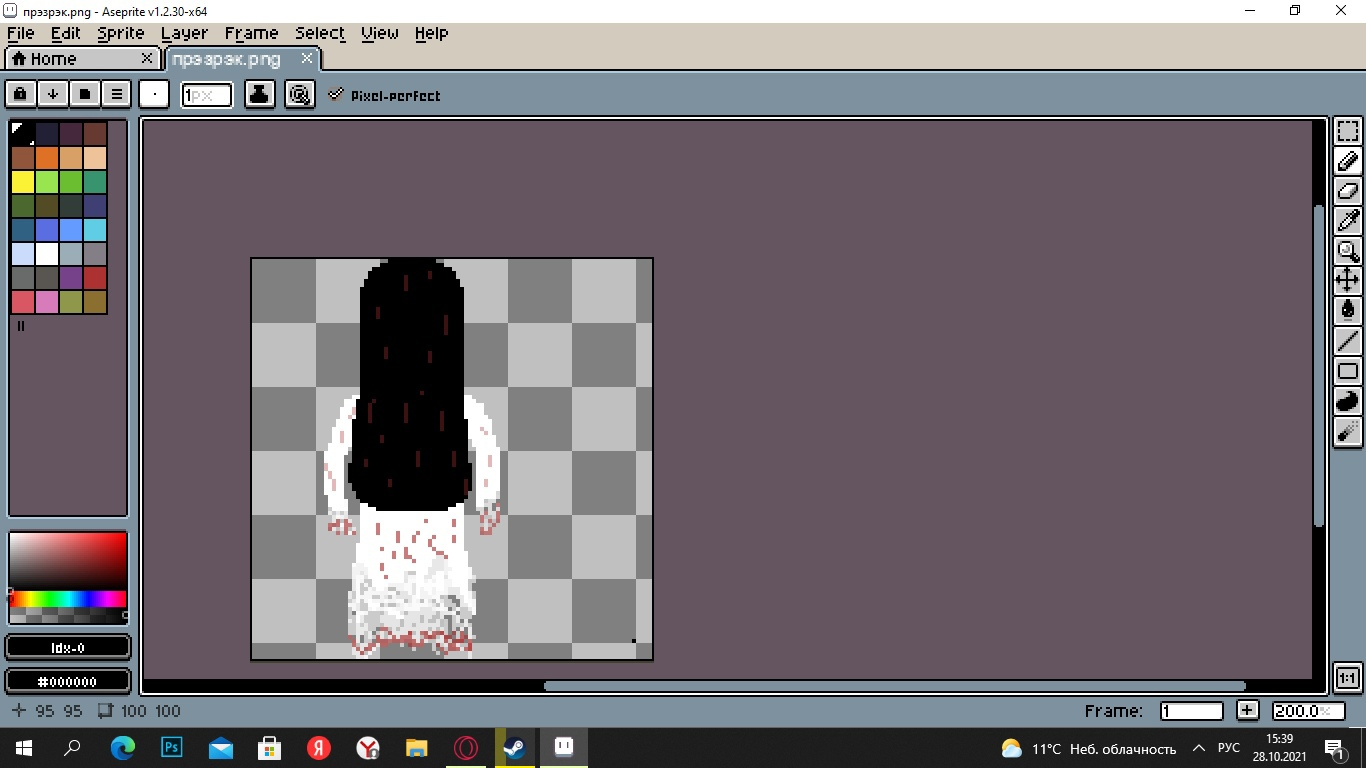 прэзрэк.png - Aseprite v1.2.30-x64
File Edit Sprite Layer Frame Select View Help
Home прэзрэк.png
1px Pixel-perfect
Idx-0
#000000
95 95 100 100 Frame: 1 200.0%
1:1
11°C Неб. облачность РУС 15:39
28.10.2021
1